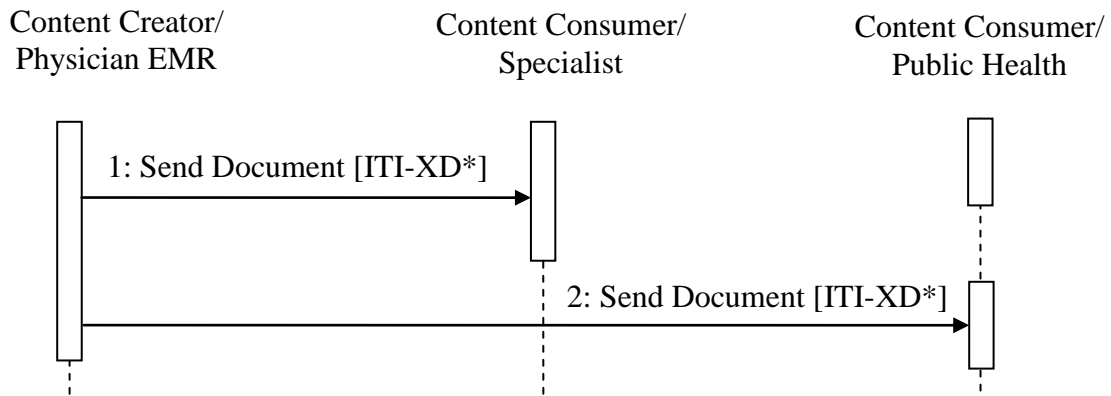 Content Creator/
Physician EMR
Content Consumer/
Specialist
Content Consumer/
Public Health
1: Send Document [ITI-XD*]
2: Send Document [ITI-XD*]